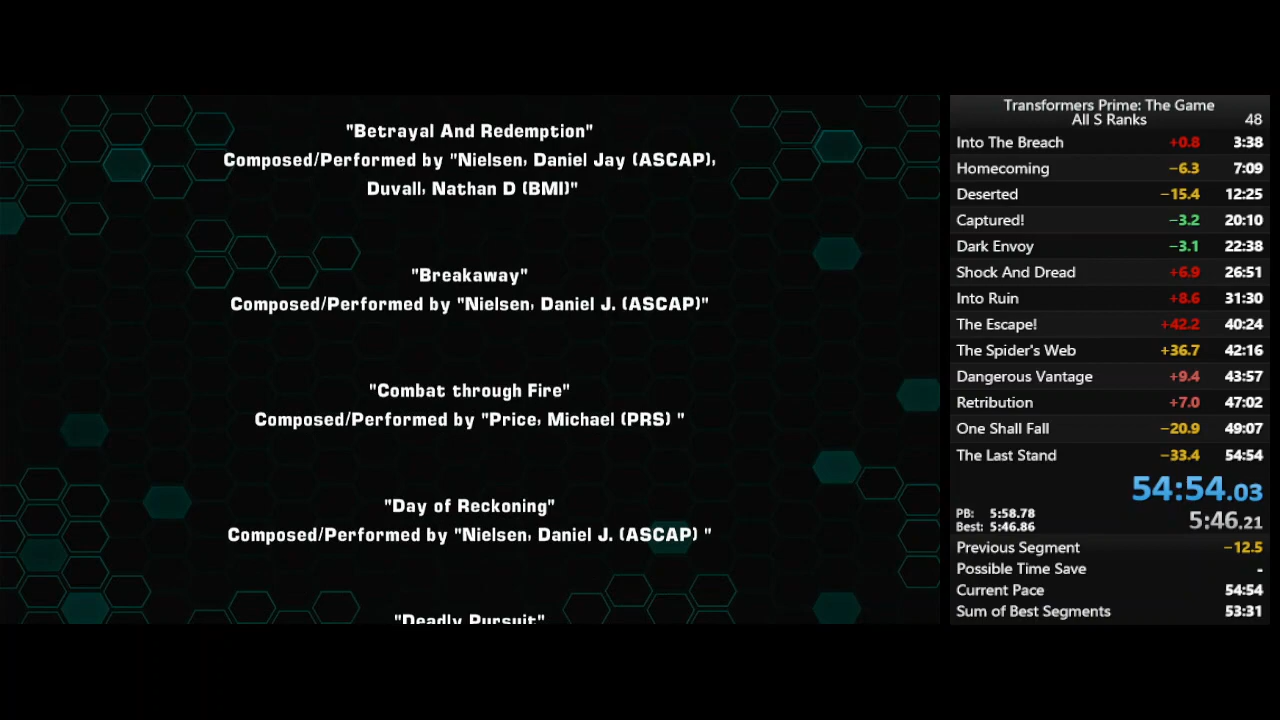 "Betrayal And Redemption"
Composed/Performed by "Nielsen, Daniel Jay (ASCAP),
Duvall, Nathan D (BMI)"
"Breakaway"
Composed/Performed by "Nielsen, Daniel J. (ASCAP)"
"Combat through Fire"
Composed/Performed by "Price, Michael (PRS) "
"Day of Reckoning"
Composed/Performed by "Nielsen, Daniel J. (ASCAP) "
"Deadly Pursuit"
Transformers Prime: The Game
All S Ranks 48
Into The Breach +0.8 3:38
Homecoming −6.3 7:09
Deserted −15.4 12:25
Captured! −3.2 20:10
Dark Envoy −3.1 22:38
Shock And Dread +6.9 26:51
Into Ruin +8.6 31:30
The Escape! +42.2 40:24
The Spider's Web +36.7 42:16
Dangerous Vantage +9.4 43:57
Retribution +7.0 47:02
One Shall Fall −20.9 49:07
The Last Stand −33.4 54:54
54:54.03
PB: 5:58.78
Best: 5:46.86
5:46.21
Previous Segment −12.5
Possible Time Save -
Current Pace 54:54
Sum of Best Segments 53:31